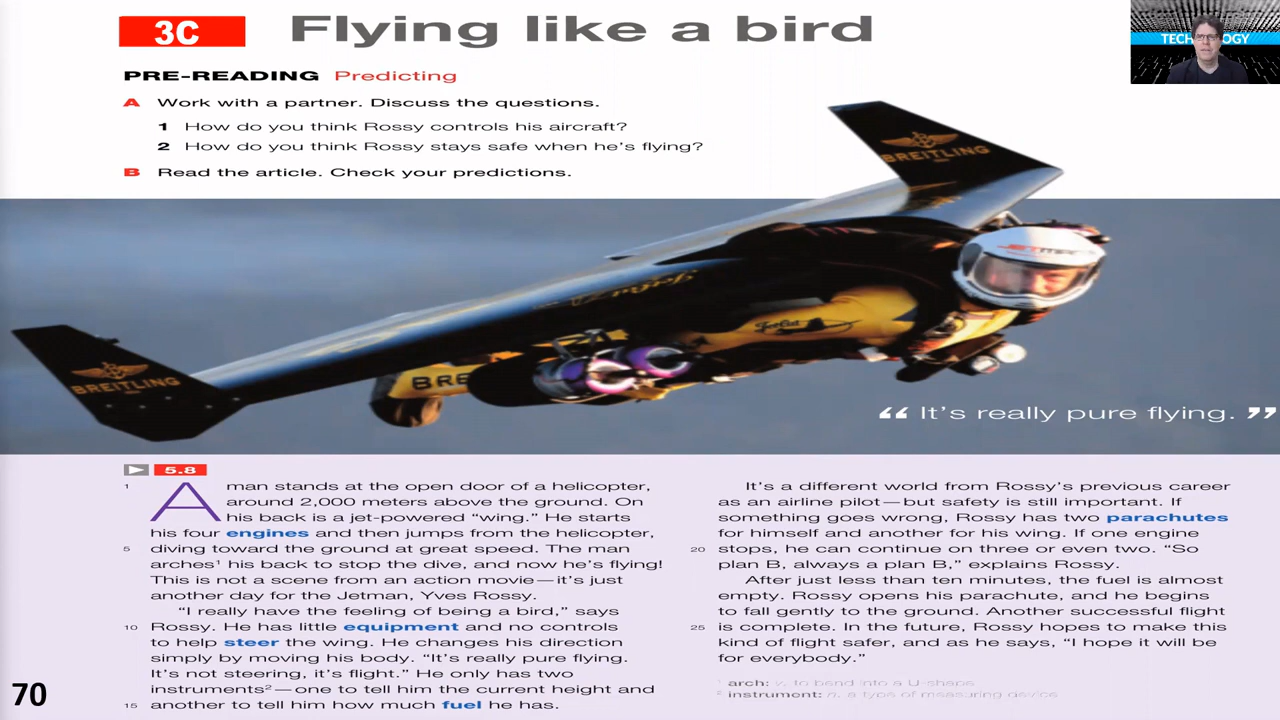 3C
Flying like a bird
TECHNOLOGY
PRE-READING Predicting
A Work with a partner. Discuss the questions.
1 How do you think Rossy controls his aircraft?
2 How do you think Rossy stays safe when he's flying?
B Read the article. Check your predictions.
BREITLING
JetCat
BREITLING
BRE
“ It's really pure flying. ”
5.8
1 A man stands at the open door of a helicopter,
around 2,000 meters above the ground. On
his back is a jet-powered “wing.” He starts
his four engines and then jumps from the helicopter,
5 diving toward the ground at great speed. The man
arches¹ his back to stop the dive, and now he's flying!
This is not a scene from an action movie—it's just
another day for the Jetman, Yves Rossy.
“I really have the feeling of being a bird,” says
10 Rossy. He has little equipment and no controls
to help steer the wing. He changes his direction
simply by moving his body. “It's really pure flying.
It's not steering, it's flight.” He only has two
instruments²—one to tell him the current height and
15 another to tell him how much fuel he has.
It's a different world from Rossy's previous career
as an airline pilot—but safety is still important. If
something goes wrong, Rossy has two parachutes
for himself and another for his wing. If one engine
20 stops, he can continue on three or even two. “So
plan B, always a plan B,” explains Rossy.
After just less than ten minutes, the fuel is almost
empty. Rossy opens his parachute, and he begins
to fall gently to the ground. Another successful flight
25 is complete. In the future, Rossy hopes to make this
kind of flight safer, and as he says, “I hope it will be
for everybody.”
¹ arch: v. to bend into a U-shape
² instrument: n. a type of measuring device
70